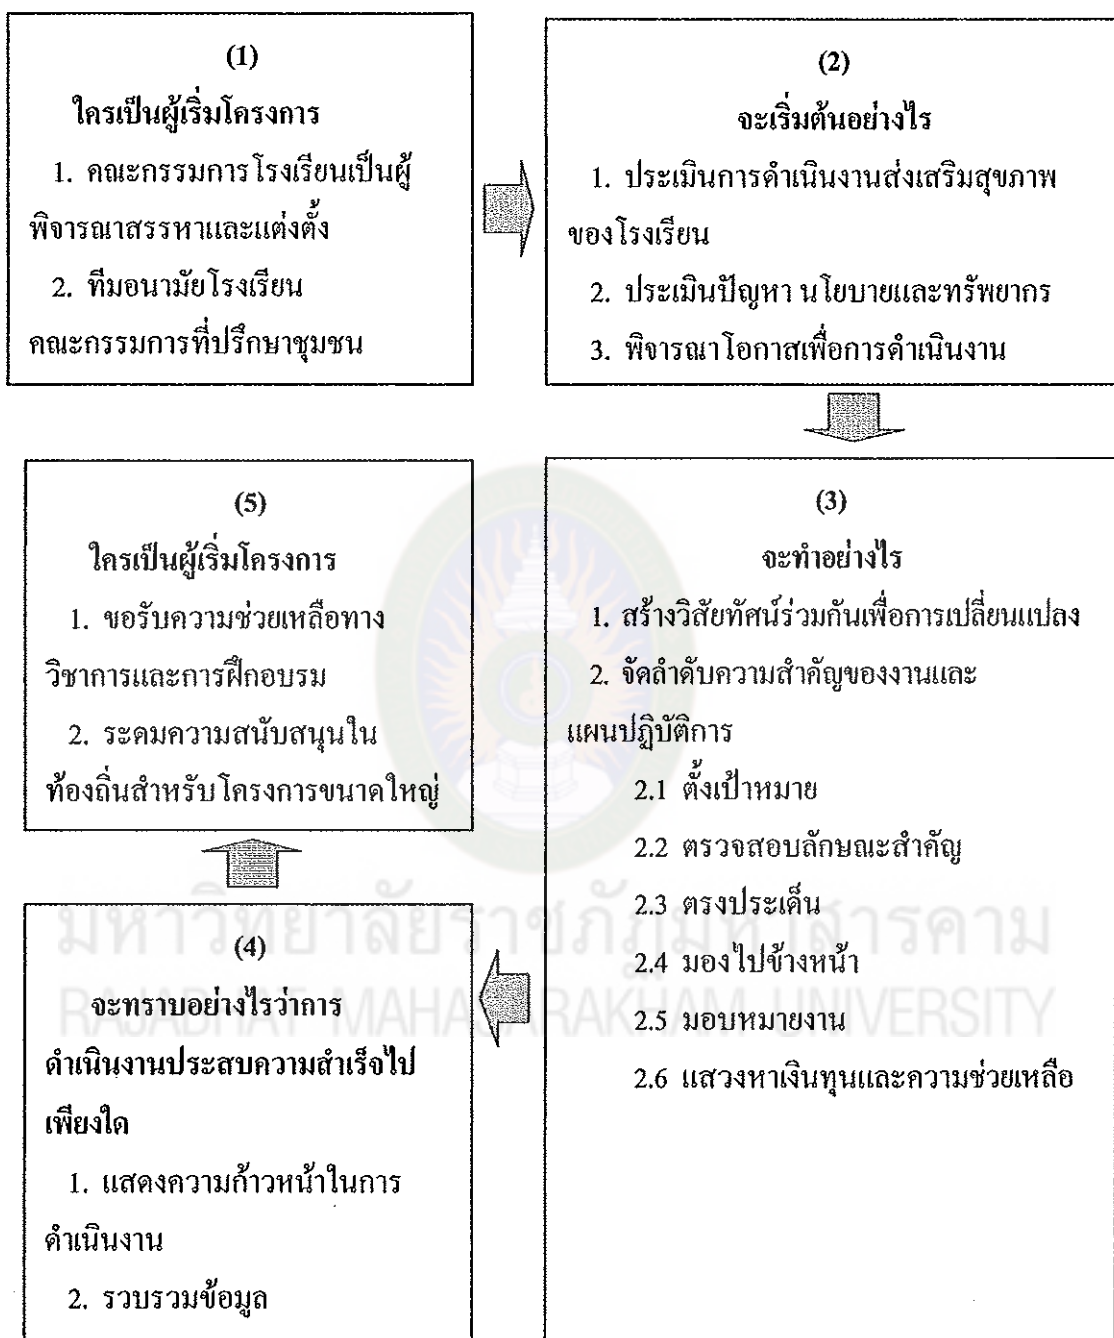 (1)
ใครเป็นผู้เริ่มโครงการ
1. คณะกรรมการโรงเรียนเป็นผู้
พิจารณาสรรหาและแต่งตั้ง
2. ทีมอนามัยโรงเรียน
คณะกรรมการที่ปรึกษาชุมชน
(2)
จะเริ่มต้นอย่างไร
1. ประเมินการดำเนินงานส่งเสริมสุขภาพ
ของโรงเรียน
2. ประเมินปัญหา นโยบายและทรัพยากร
3. พิจารณาโอกาสเพื่อการดำเนินงาน
(3)
จะทำอย่างไร
1. สร้างวิสัยทัศน์ร่วมกันเพื่อการเปลี่ยนแปลง
2. จัดลำดับความสำคัญของงานและ
แผนปฏิบัติการ
2.1 ตั้งเป้าหมาย
2.2 ตรวจสอบลักษณะสำคัญ
2.3 ตรงประเด็น
2.4 มองไปข้างหน้า
2.5 มอบหมายงาน
2.6 แสวงหาเงินทุนและความช่วยเหลือ
(4)
จะทราบอย่างไรว่าการ
ดำเนินงานประสบความสำเร็จไป
เพียงใด
1. แสดงความก้าวหน้าในการ
ดำเนินงาน
2. รวบรวมข้อมูล
(5)
ใครเป็นผู้เริ่มโครงการ
1. ขอรับความช่วยเหลือทาง
วิชาการและการฝึกอบรม
2. ระดมความสนับสนุนใน
ท้องถิ่นสำหรับโครงการขนาดใหญ่
มหาวิทยาลัยราชภัฏมหาสารคาม
RAJABHAT MAHASARAKHAM UNIVERSITY